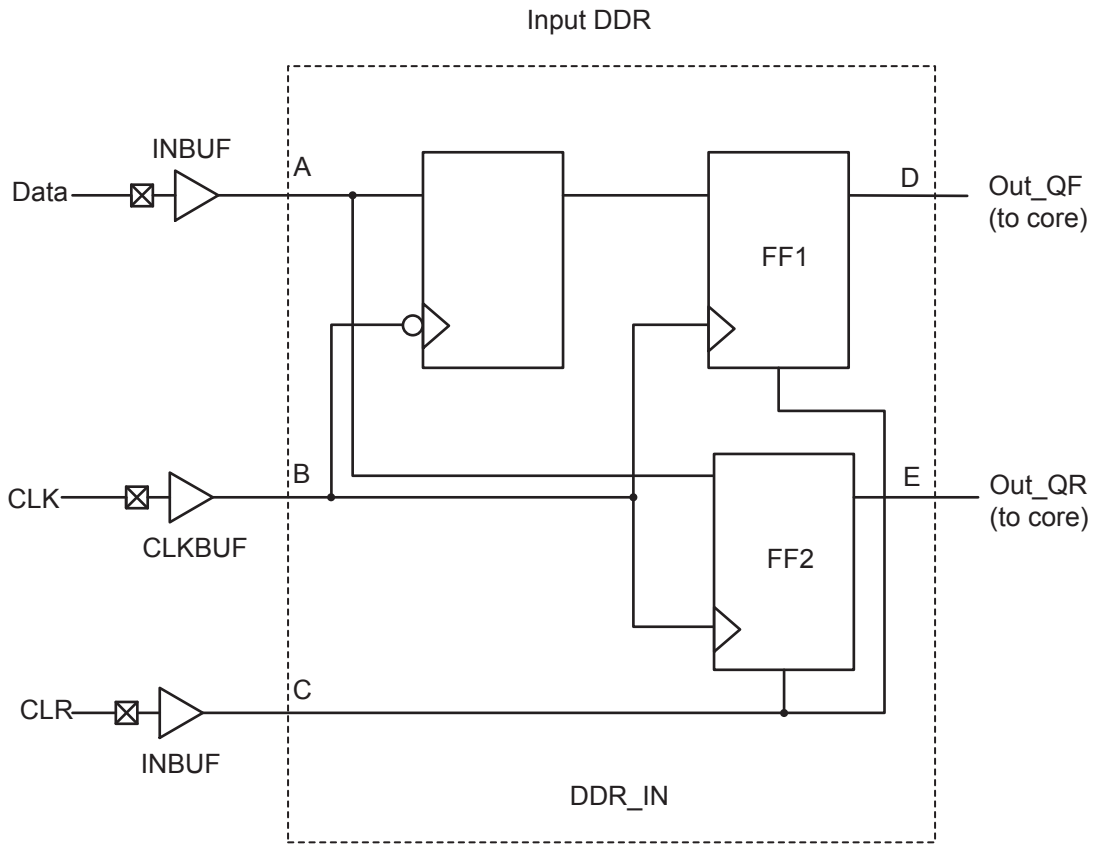 Input DDR
INBUF
A
Data
D
Out_QF
(to core)
FF1
B
CLK
CLKBUF
E
Out_QR
(to core)
FF2
C
CLR
INBUF
DDR_IN